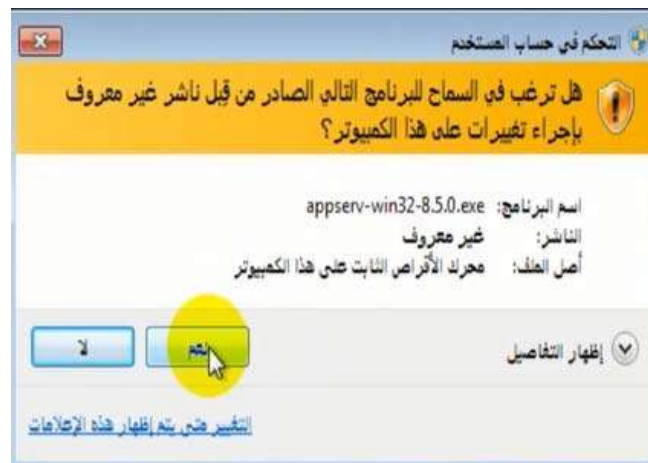 التحكم في حساب المستخدم
هل ترغب في السماح للبرنامج التالي الصادر من قِبل ناشر غير معروف
بإجراء تغييرات على هذا الكمبيوتر؟
اسم البرنامج: appserv-win32-8.5.0.exe
الناشر: غير معروف
أصل الملف: محرك الأقراص الثابت على هذا الكمبيوتر
إظهار التفاصيل
نعم
لا
التغيير متى يتم إظهار هذه الإعلامات